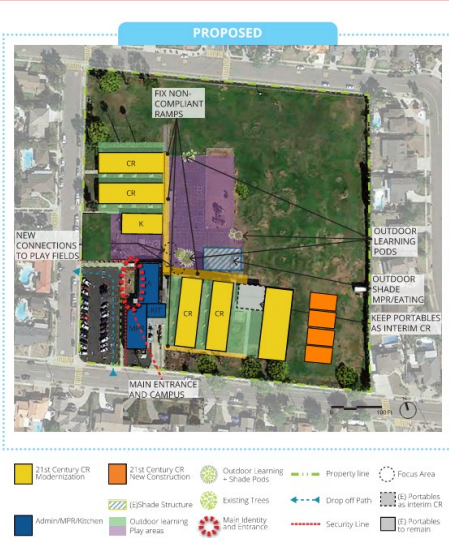 PROPOSED
FIX NON-
COMPLIANT
RAMPS
CR
CR
K
NEW
CONNECTIONS
TO PLAY FIELDS
OUTDOOR
LEARNING
PODS
OUTDOOR
SHADE
MPR/EATING
KEEP PORTABLES
AS INTERIM CR
KIT
MPR
CR
CR
MAIN ENTRANCE
AND CAMPUS
100 Ft
21st Century CR
Modernization
21st Century CR
New Construction
Outdoor Learning
+ Shade Pods
Property line
Focus Area
(E)Shade Structure
Existing Trees
Drop off Path
(E) Portables
as interim CR
Admin/MPR/Kitchen
Outdoor learning
Play areas
Main Identity
and Entrance
Security Line
(E) Portables
to remain